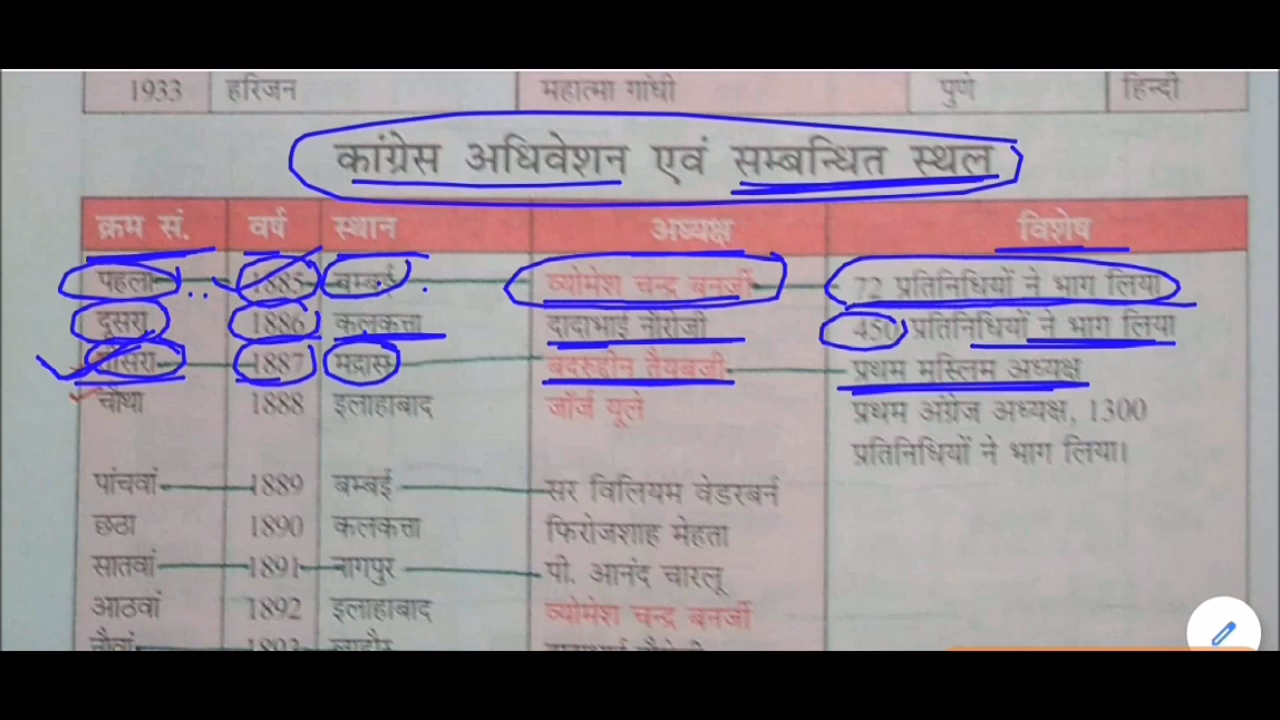 1933 हरिजन महात्मा गांधी पुणे हिन्दी
कांग्रेस अधिवेशन एवं सम्बन्धित स्थल
क्रम सं. वर्ष स्थान अध्यक्ष विशेष
पहला 1885 बम्बई व्योमेश चन्द्र बनर्जी 72 प्रतिनिधियों ने भाग लिया
दूसरा 1886 कलकत्ता दादाभाई नौरोजी 450 प्रतिनिधियों ने भाग लिया
तीसरा 1887 मद्रास बदरुद्दीन तैयबजी प्रथम मुस्लिम अध्यक्ष
चौथा 1888 इलाहाबाद जॉर्ज यूले प्रथम अंग्रेज अध्यक्ष, 1300
प्रतिनिधियों ने भाग लिया।
पांचवां 1889 बम्बई सर विलियम वेडरबर्न
छठा 1890 कलकत्ता फिरोजशाह मेहता
सातवां 1891 नागपुर पी. आनंद चारलू
आठवां 1892 इलाहाबाद व्योमेश चन्द्र बनर्जी
नौवां 1893 लाहौर